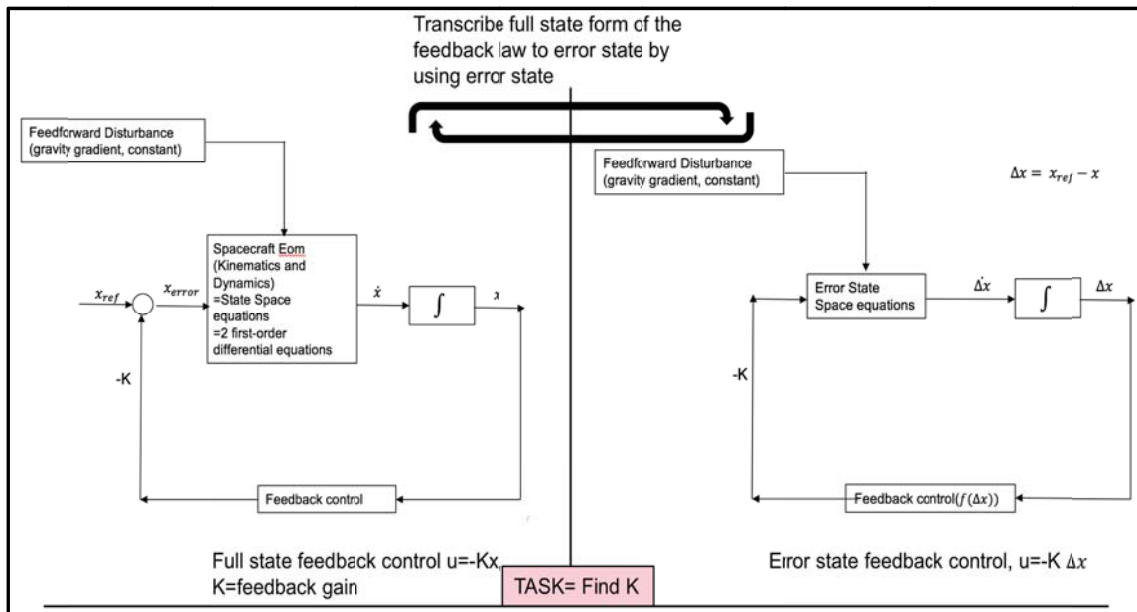 Transcribe full state form of the
feedback law to error state by
using error state
Feedforward Disturbance
(gravity gradient, constant)
Spacecraft Eom
(Kinematics and
Dynamics)
=State Space
equations
=2 first-order
differential equations
x_ref
x_error
ẋ
∫
-K
Feedback control
Full state feedback control u=-Kx,
K=feedback gain
Feedforward Disturbance
(gravity gradient, constant)
Δx = x_ref − x
Error State
Space equations
Δẋ
∫
Δx
-K
Feedback control(f(Δx))
Error state feedback control, u=-K Δx
TASK= Find K